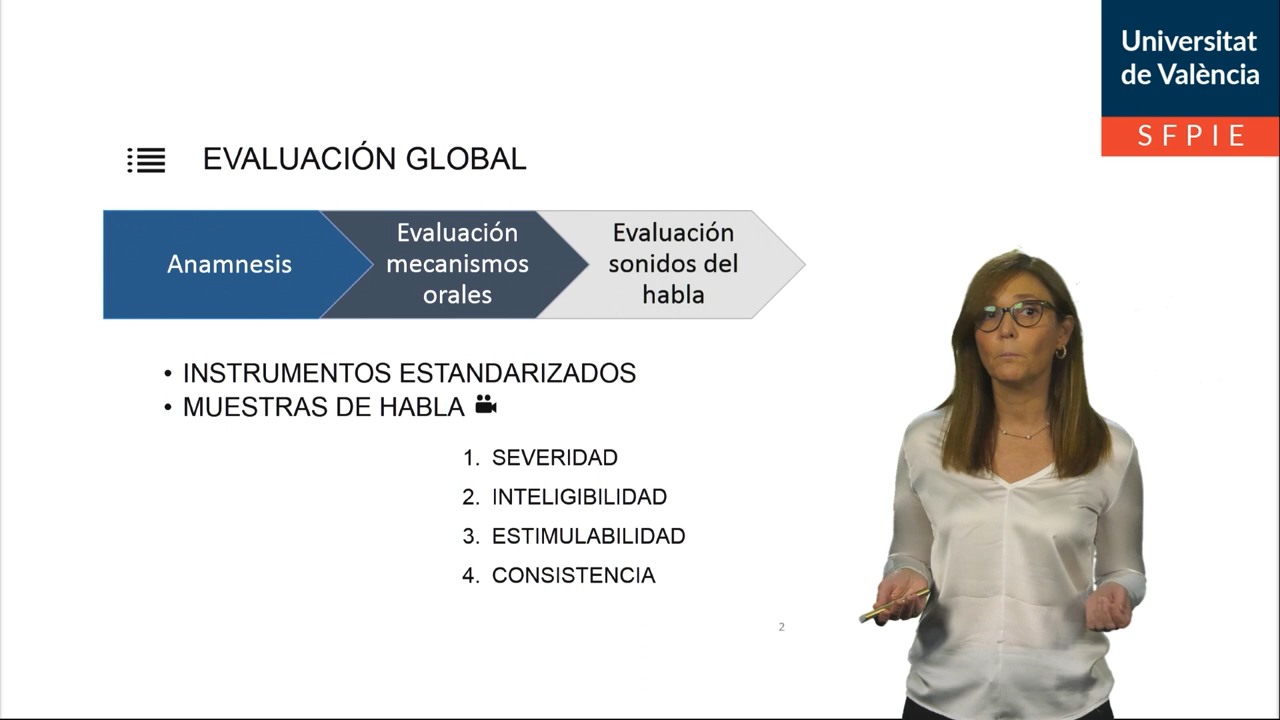 Universitat
de València
SFPIE
EVALUACIÓN GLOBAL
Anamnesis
Evaluación
mecanismos
orales
Evaluación
sonidos del
habla
• INSTRUMENTOS ESTANDARIZADOS
• MUESTRAS DE HABLA
1. SEVERIDAD
2. INTELIGIBILIDAD
3. ESTIMULABILIDAD
4. CONSISTENCIA
2